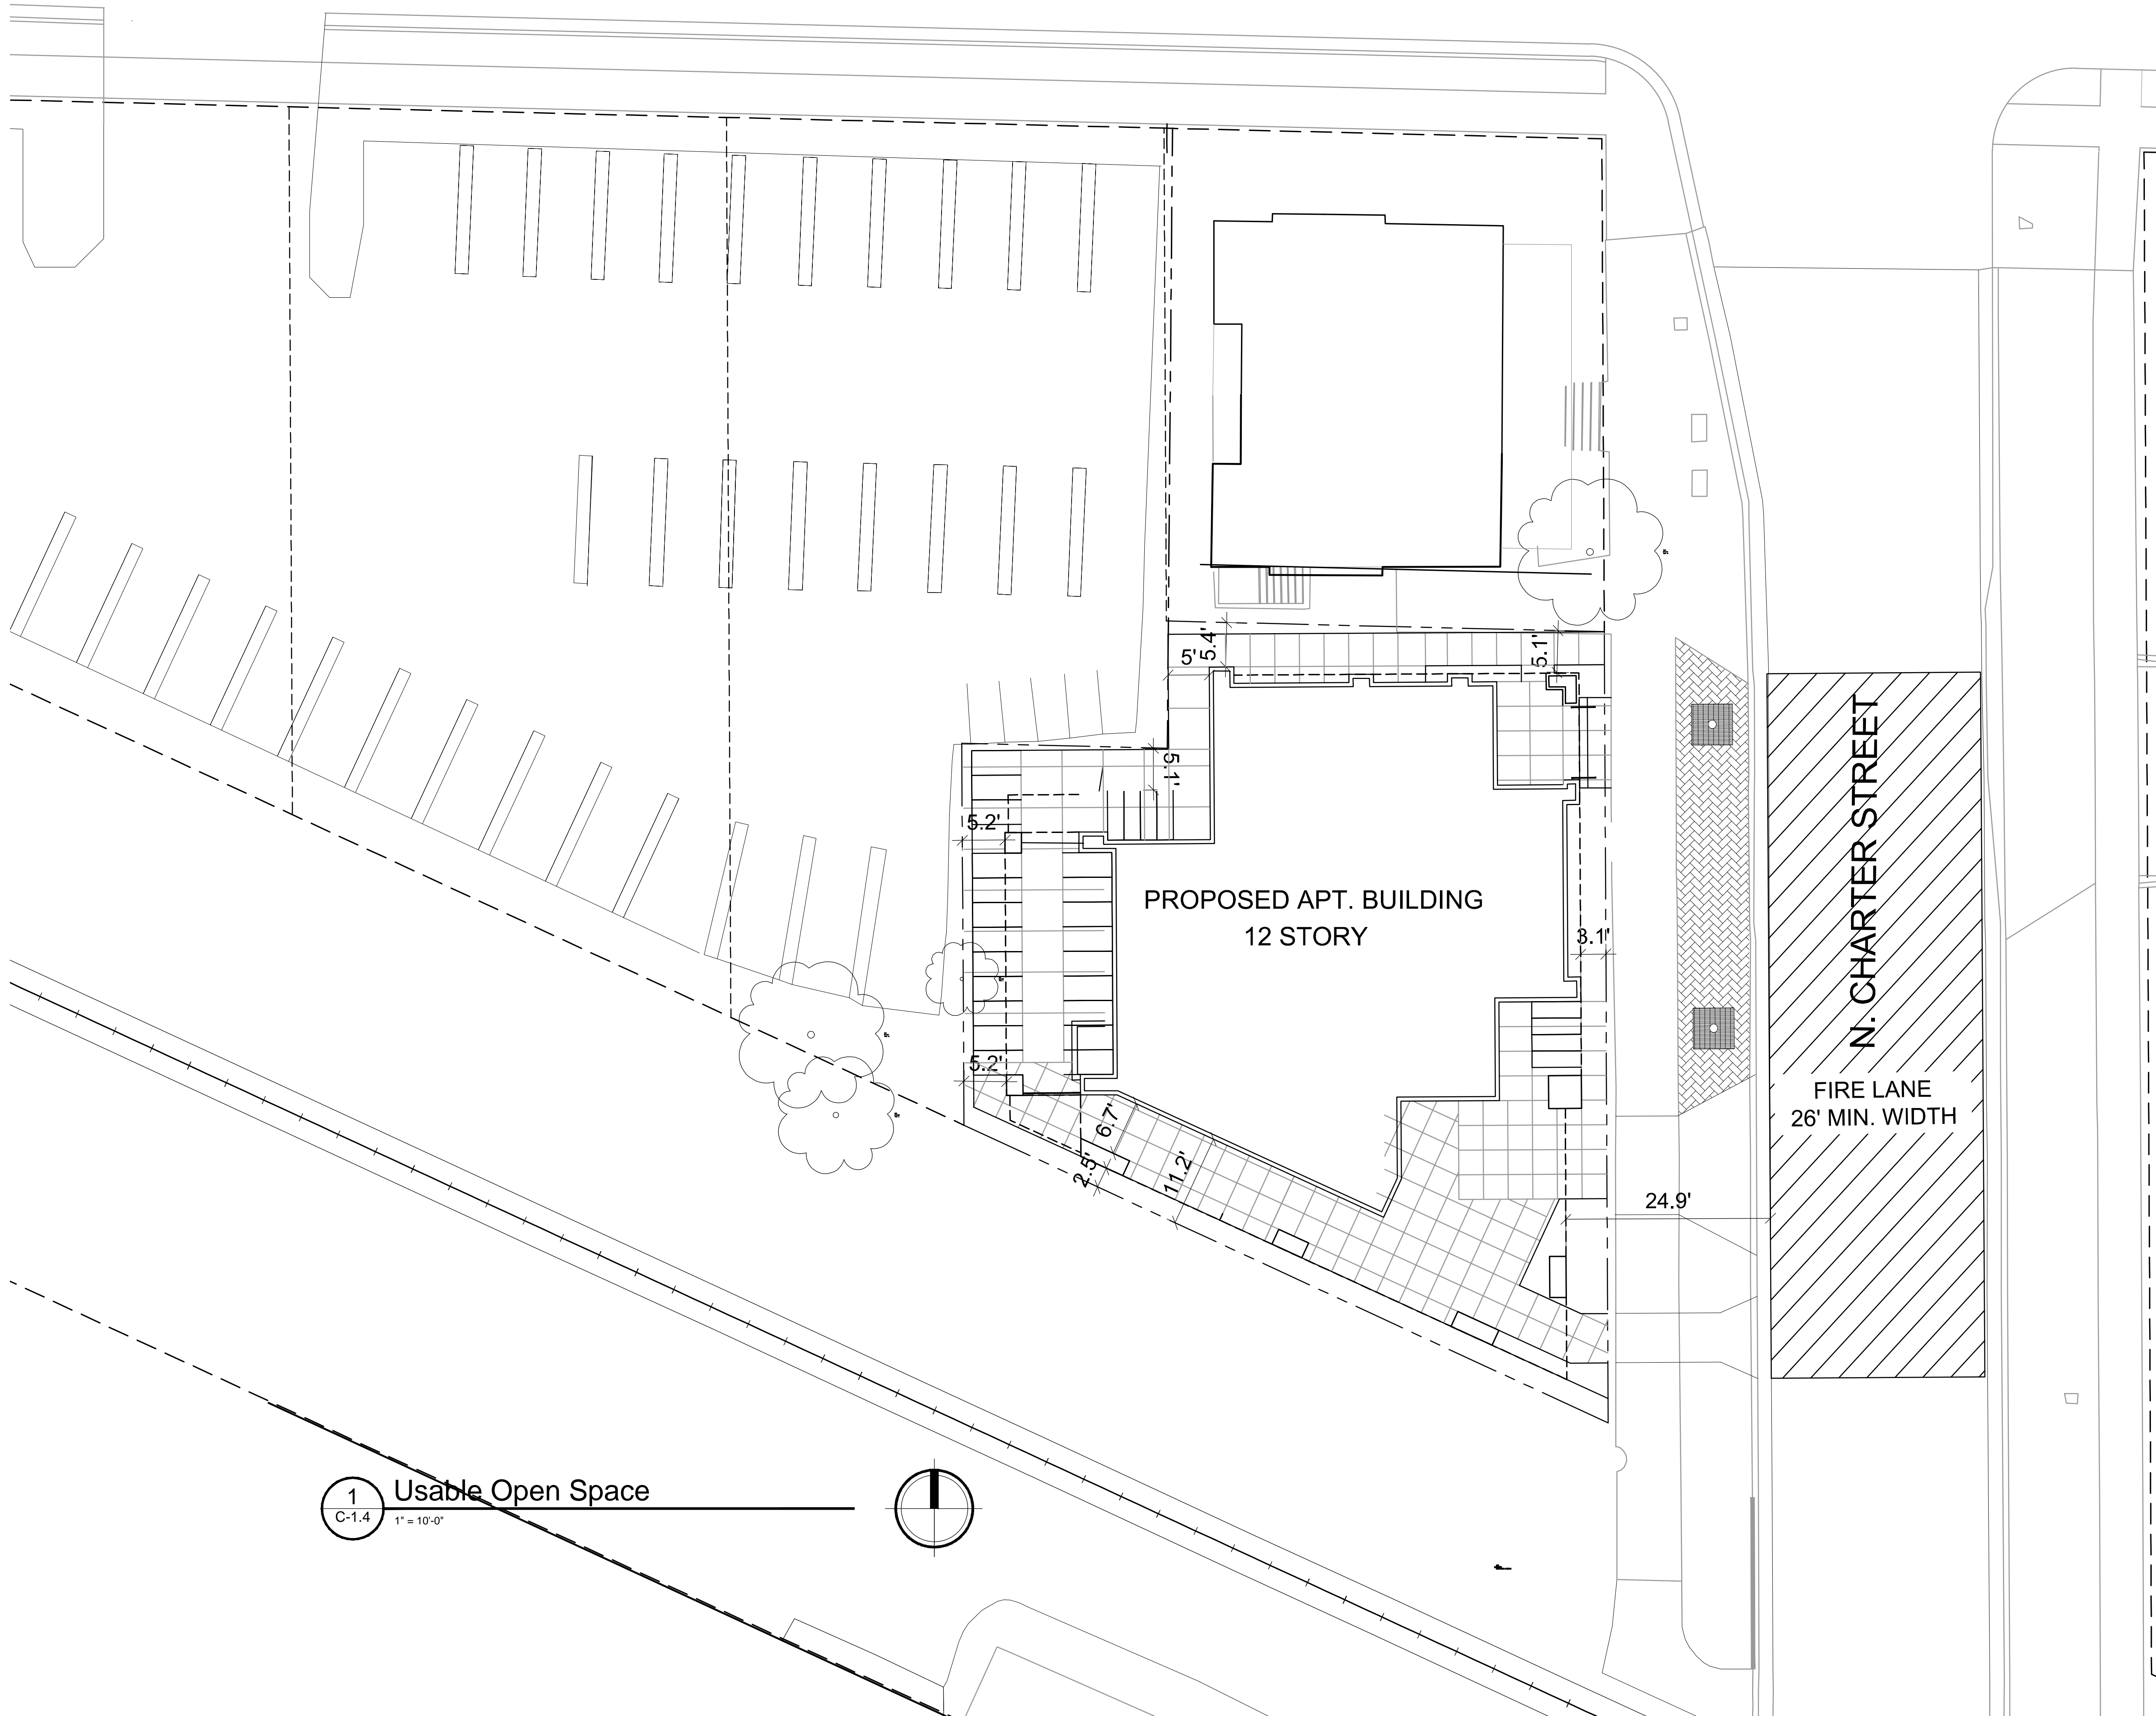 5.4'
5'
5.1'
5.1'
5.2'
PROPOSED APT. BUILDING
12 STORY
3.1'
N. CHARTER STREET
FIRE LANE
26' MIN. WIDTH
5.2'
6.7'
2.5'
11.2'
24.9'
1
C-1.4
Usable Open Space
1" = 10'-0"